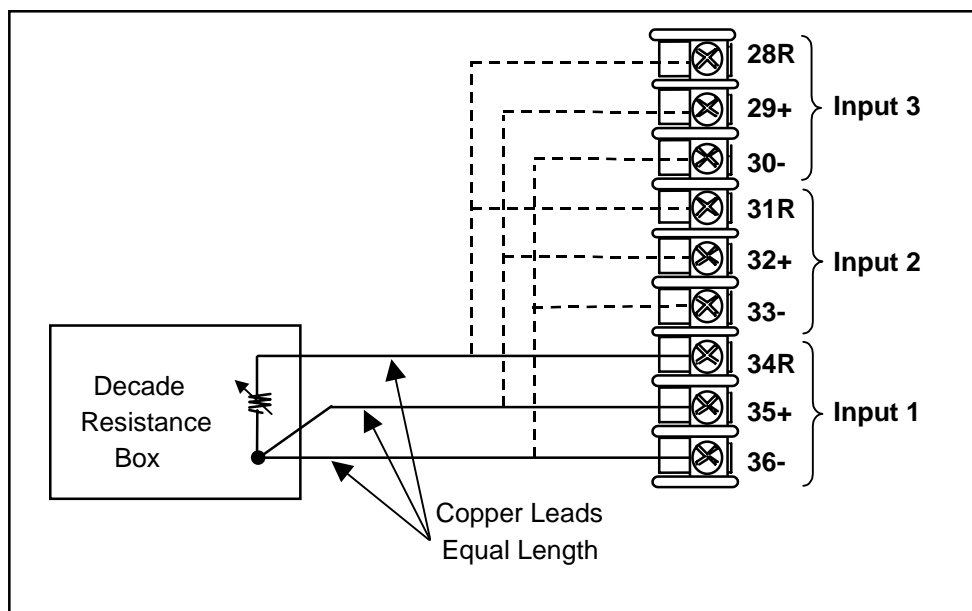 28R
29+
Input 3
30-
31R
32+
Input 2
33-
34R
35+
Input 1
36-
Decade
Resistance
Box
Copper Leads
Equal Length